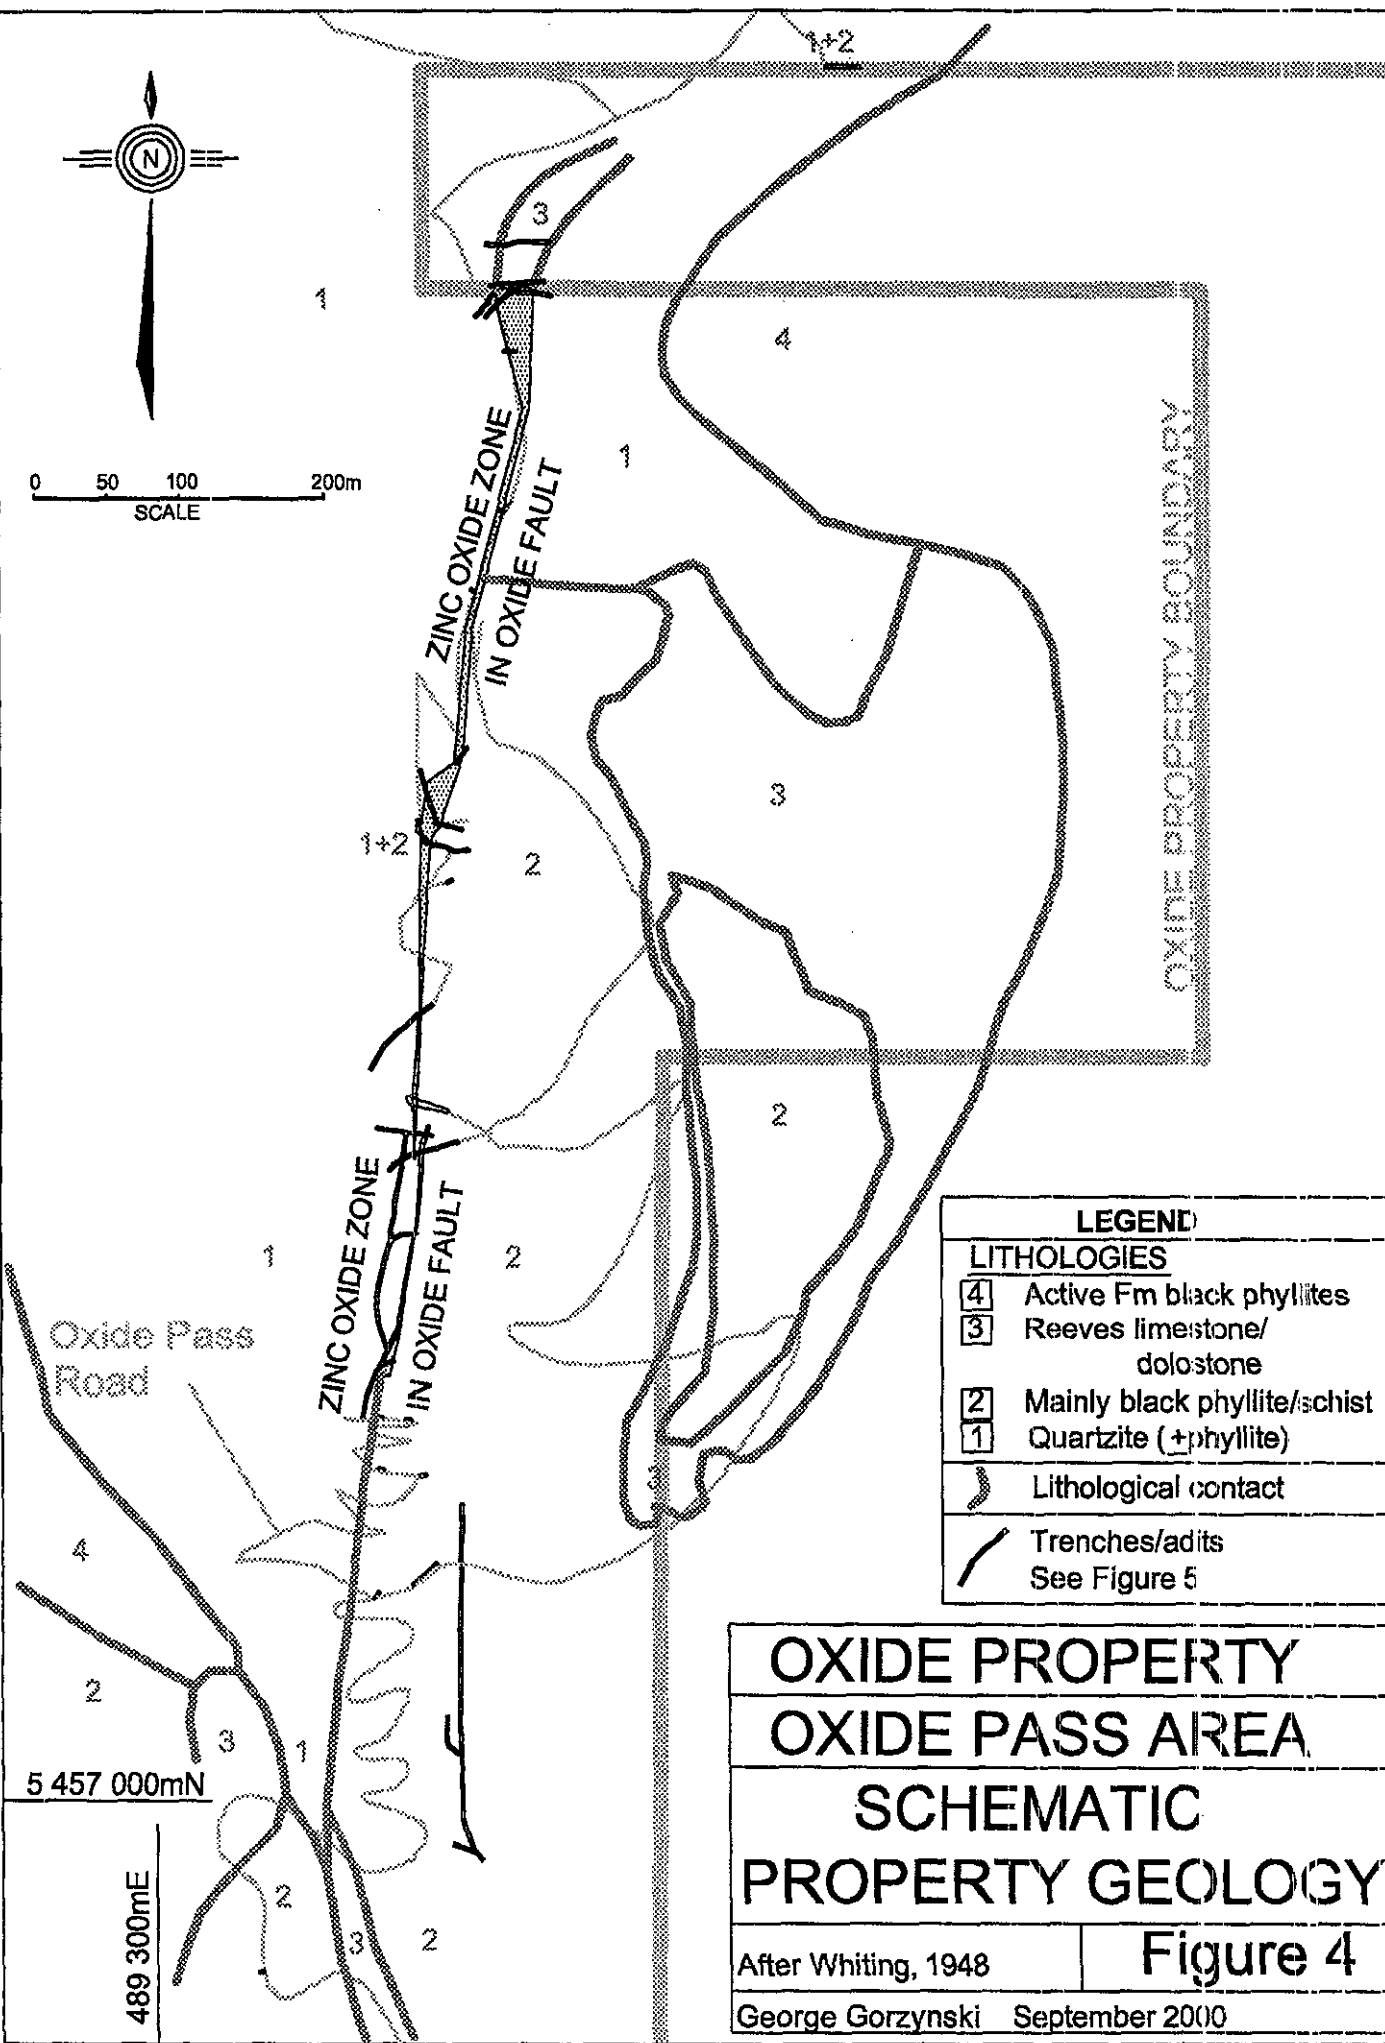 1+2
N
3
1
4
0 50 100 200m
SCALE
1
ZINC OXIDE ZONE
IN OXIDE FAULT
OXIDE PROPERTY BOUNDARY
3
1+2
2
2
ZINC OXIDE ZONE
IN OXIDE FAULT
1
2
Oxide Pass
Road
3
4
2
3
1
5 457 000mN
489 300mE
2
3
2
LEGEND
LITHOLOGIES
4 Active Fm black phyllites
3 Reeves limestone/
dolostone
2 Mainly black phyllite/schist
1 Quartzite (±phyllite)
Lithological contact
Trenches/adits
See Figure 5
OXIDE PROPERTY
OXIDE PASS AREA
SCHEMATIC
PROPERTY GEOLOGY
After Whiting, 1948
Figure 4
George Gorzynski September 2000